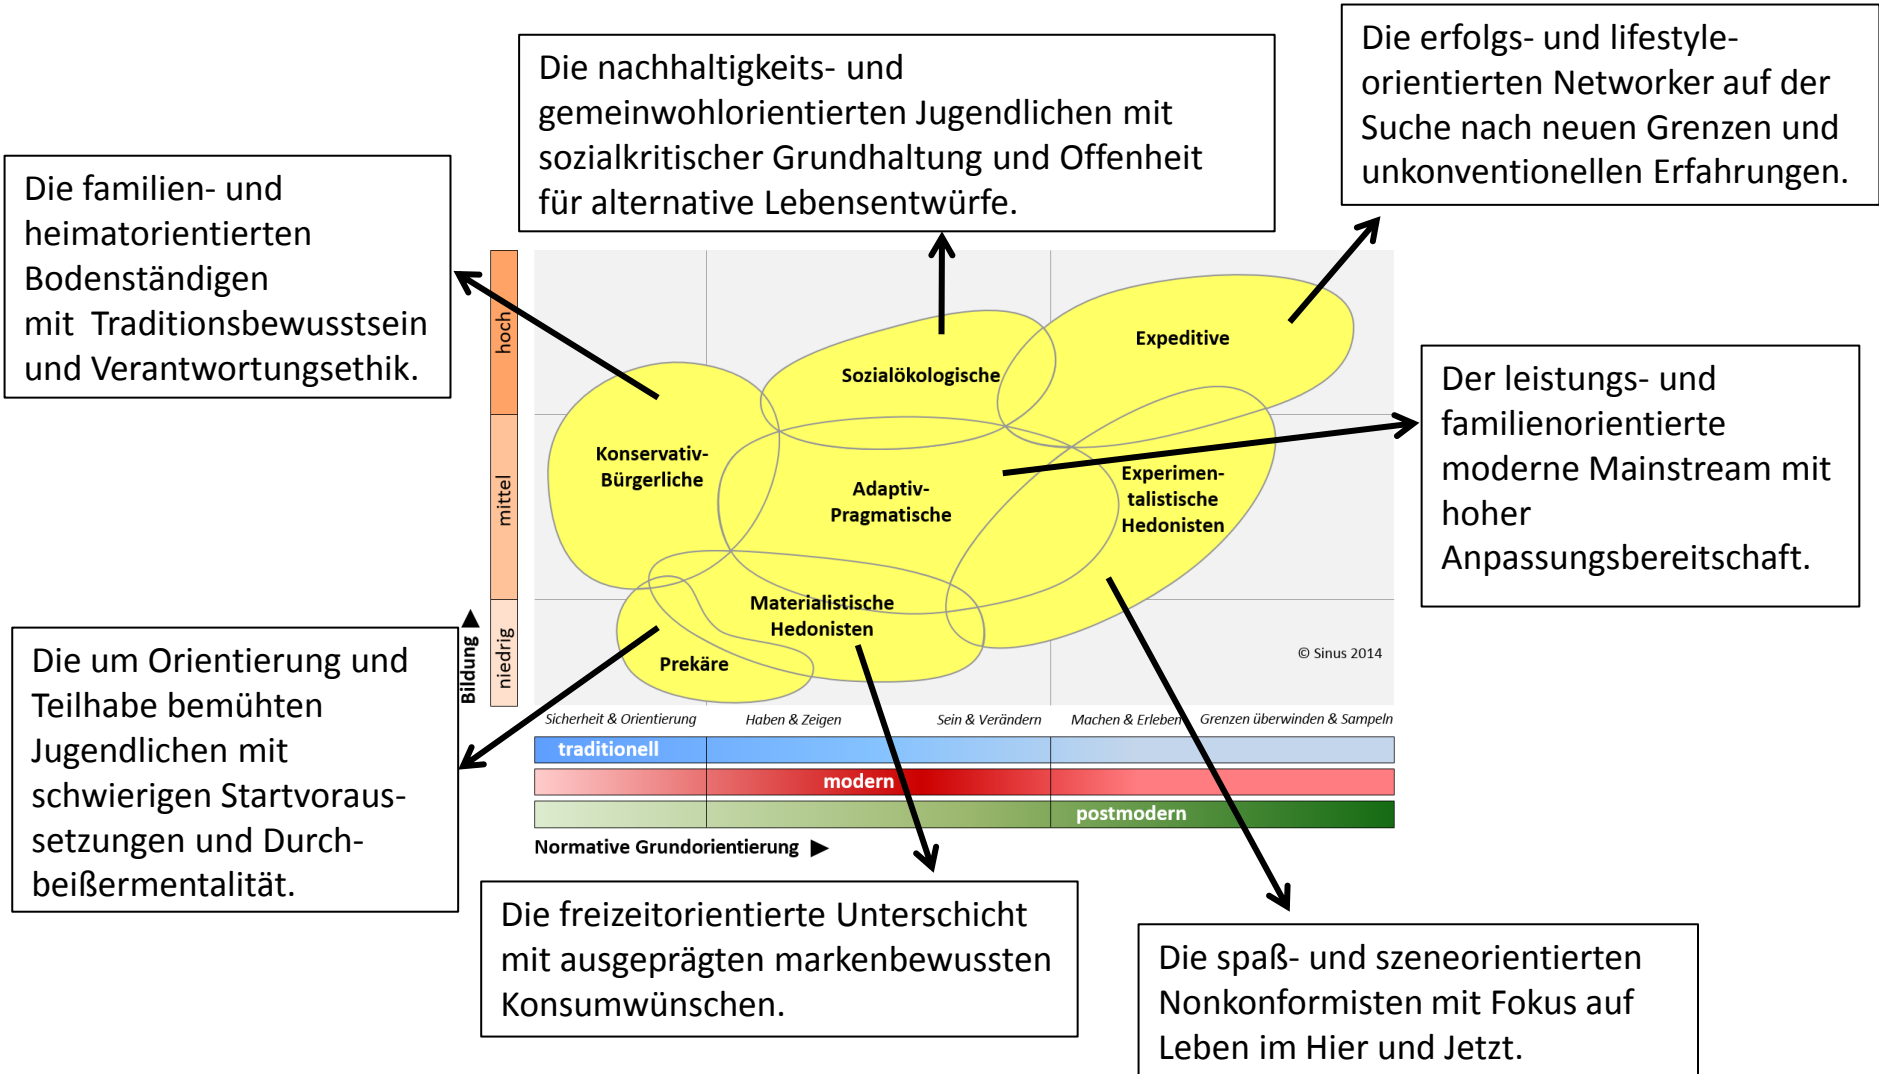 Die nachhaltigkeits- und
gemeinwohlorientierten Jugendlichen mit
sozialkritischer Grundhaltung und Offenheit
für alternative Lebensentwürfe.
Die erfolgs- und lifestyle-
orientierten Networker auf der
Suche nach neuen Grenzen und
unkonventionellen Erfahrungen.
Die familien- und
heimatorientierten
Bodenständigen
mit Traditionsbewusstsein
und Verantwortungsethik.
Der leistungs- und
familienorientierte
moderne Mainstream mit
hoher
Anpassungsbereitschaft.
Die um Orientierung und
Teilhabe bemühten
Jugendlichen mit
schwierigen Startvoraus-
setzungen und Durch-
beißermentalität.
Bildung ▲
hoch
mittel
niedrig
Expeditive
Sozialökologische
Konservativ-
Bürgerliche
Adaptiv-
Pragmatische
Experimen-
talistische
Hedonisten
Materialistische
Hedonisten
Prekäre
© Sinus 2014
Sicherheit & Orientierung
Haben & Zeigen
Sein & Verändern
Machen & Erleben
Grenzen überwinden & Sampeln
traditionell
modern
postmodern
Normative Grundorientierung ▶
Die freizeitorientierte Unterschicht
mit ausgeprägten markenbewussten
Konsumwünschen.
Die spaß- und szeneorientierten
Nonkonformisten mit Fokus auf
Leben im Hier und Jetzt.